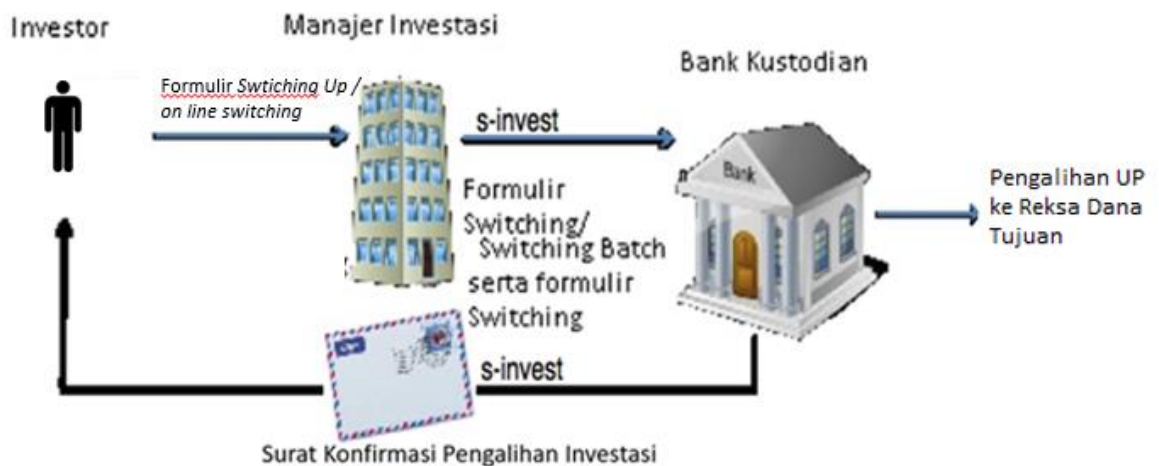 Investor
Manajer Investasi
Bank Kustodian
Formulir Swtiching Up /
on line switching
s-invest
Bank
Formulir
Switching/
Switching Batch
serta formulir
Switching
Pengalihan UP
ke Reksa Dana
Tujuan
s-invest
Surat Konfirmasi Pengalihan Investasi